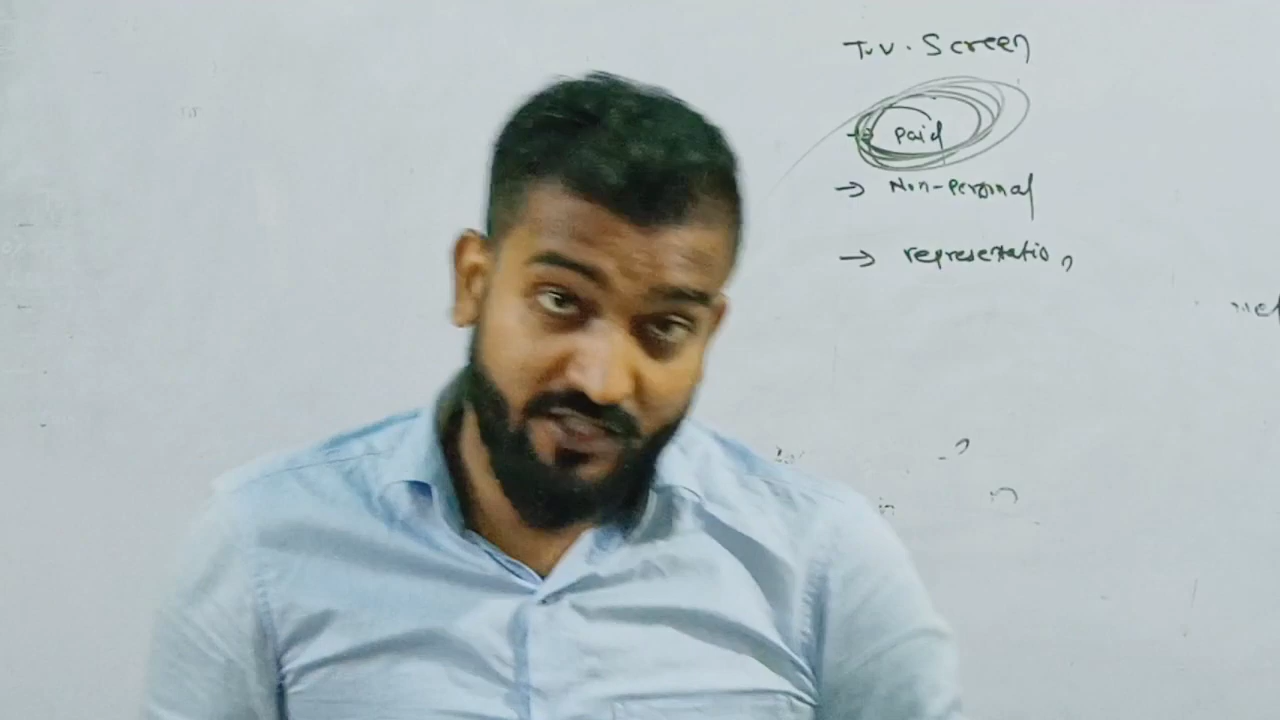 T.V. Screen
→ Paid
→ Non-Personal
→ representation